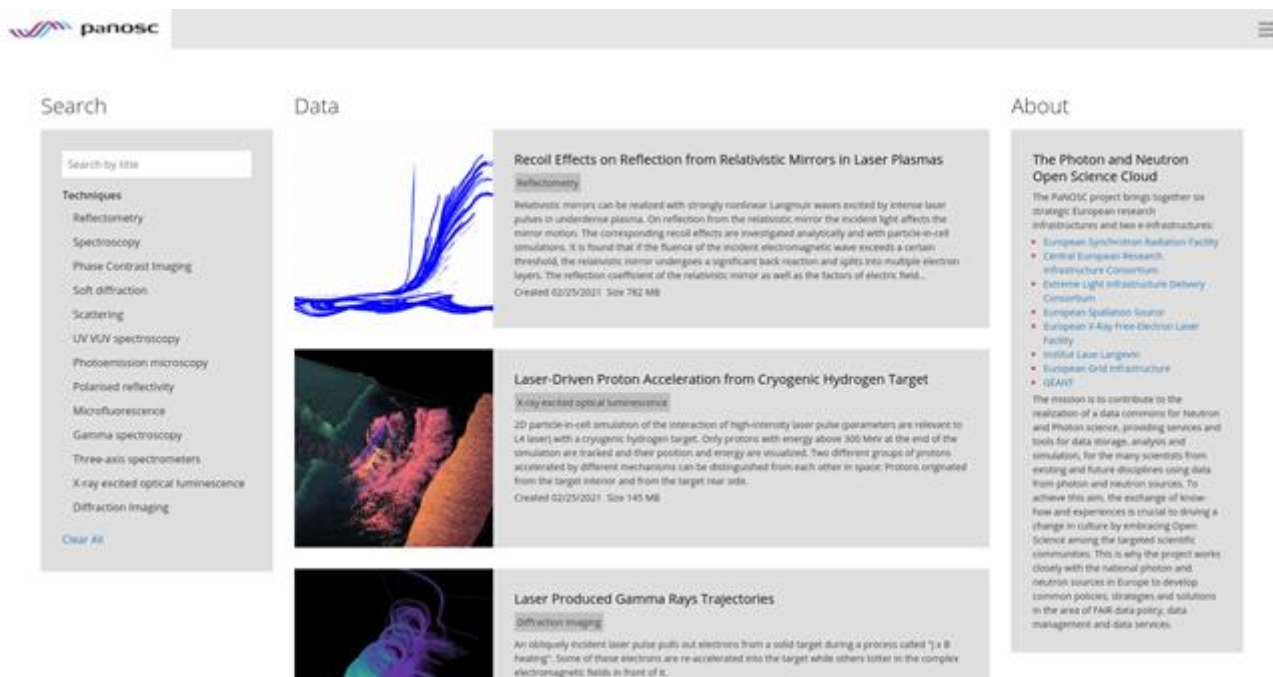 panosc
Search
Search by title
Techniques
Reflectometry
Spectroscopy
Phase Contrast Imaging
Soft diffraction
Scattering
UV VUV spectroscopy
Photoemission microscopy
Polarised reflectivity
Microfluorescence
Gamma spectroscopy
Three-axis spectrometers
X-ray excited optical luminescence
Diffraction Imaging
Clear All
Data
Recoil Effects on Reflection from Relativistic Mirrors in Laser Plasmas
Reflectometry
Relativistic mirrors can be realized with strongly nonlinear Langmuir waves excited by intense laser
pulses in underdense plasma. On reflection from the relativistic mirror the incident light affects the
mirror motion. The corresponding recoil effects are investigated analytically and with particle-in-cell
simulations. It is found that if the fluence of the incident electromagnetic wave exceeds a certain
threshold, the relativistic mirror undergoes a significant back reaction and splits into multiple electron
layers. The reflection coefficient of the relativistic mirror as well as the factors of electric field...
Created 02/25/2021 Size 782 MB
Laser-Driven Proton Acceleration from Cryogenic Hydrogen Target
X-ray excited optical luminescence
2D particle-in-cell simulation of the interaction of high-intensity laser pulse (parameters are relevant to
L4 laser) with a cryogenic hydrogen target. Only protons with energy above 300 MeV at the end of the
simulation are tracked and their position and energy are visualized. Two different groups of protons
accelerated by different mechanisms can be distinguished from each other in space: Protons originated
from the target interior and from the target rear side.
Created 02/25/2021 Size 145 MB
Laser Produced Gamma Rays Trajectories
Diffraction Imaging
An obliquely incident laser pulse pulls out electrons from a solid target during a process called "j x B
heating". Some of these electrons are re-accelerated into the target while others totter in the complex
electromagnetic fields in front of it.
About
The Photon and Neutron
Open Science Cloud
The PaNOSC project brings together six
strategic European research
infrastructures and two e-infrastructures:
European Synchrotron Radiation Facility
Central European Research
Infrastructure Consortium
Extreme Light Infrastructure Delivery
Consortium
European Spallation Source
European X-Ray Free-Electron Laser
Facility
Institut Laue Langevin
European Grid Infrastructure
GÉANT
The mission is to contribute to the
realization of a data commons for Neutron
and Photon science, providing services and
tools for data storage, analysis and
simulation, for the many scientists from
existing and future disciplines using data
from photon and neutron sources. To
achieve this aim, the exchange of know-
how and experiences is crucial to driving a
change in culture by embracing Open
Science among the targeted scientific
communities. This is why the project works
closely with the national photon and
neutron sources in Europe to develop
common policies, strategies and solutions
in the area of FAIR data policy, data
management and data services.